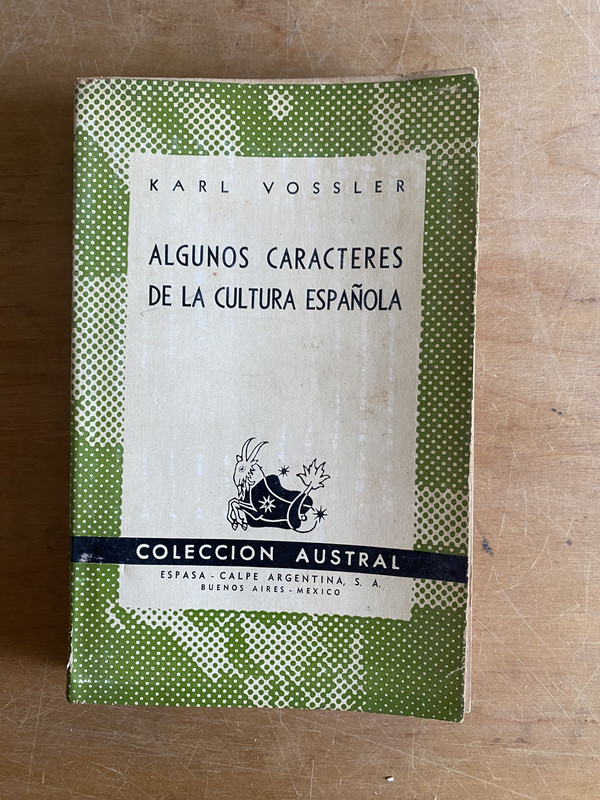 KARL VOSSLER
ALGUNOS CARACTERES
DE LA CULTURA ESPAÑOLA
COLECCION AUSTRAL
ESPASA - CALPE ARGENTINA, S. A.
BUENOS AIRES - MEXICO